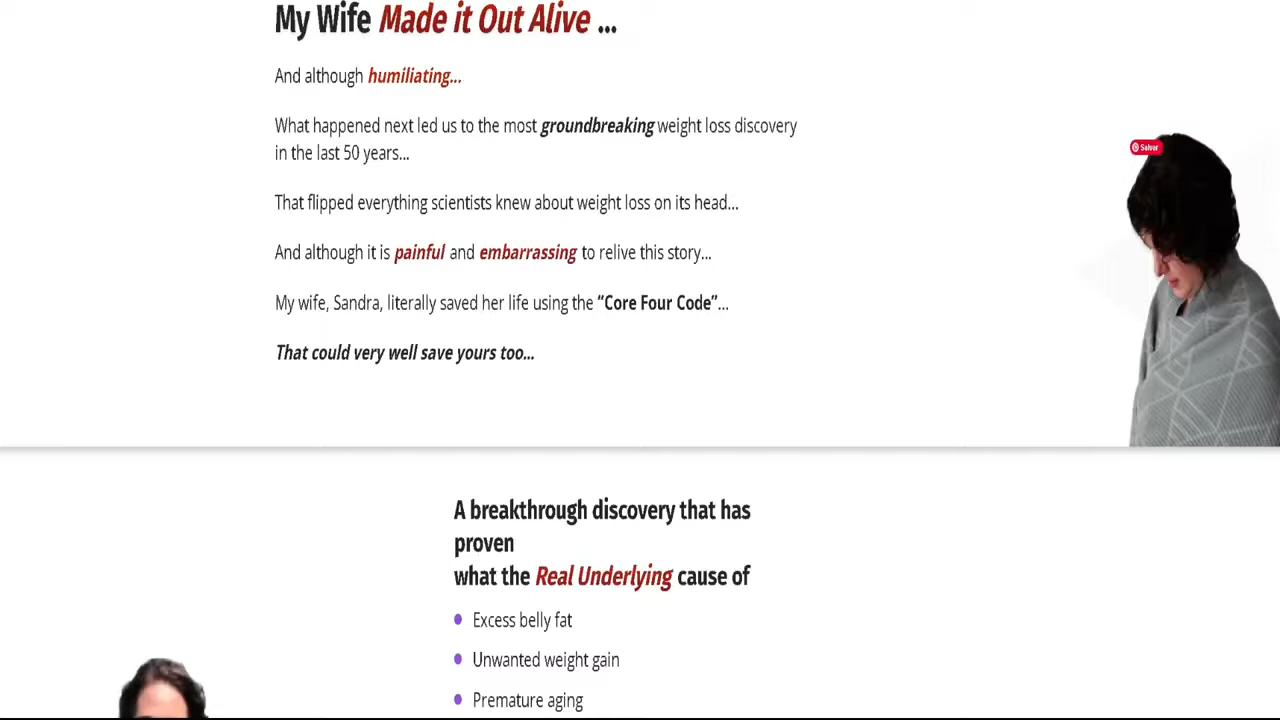 My Wife Made it Out Alive ...
And although humiliating...
What happened next led us to the most groundbreaking weight loss discovery
in the last 50 years...
That flipped everything scientists knew about weight loss on its head...
And although it is painful and embarrassing to relive this story...
My wife, Sandra, literally saved her life using the “Core Four Code”...
That could very well save yours too...
Salvar
A breakthrough discovery that has
proven
what the Real Underlying cause of
Excess belly fat
Unwanted weight gain
Premature aging